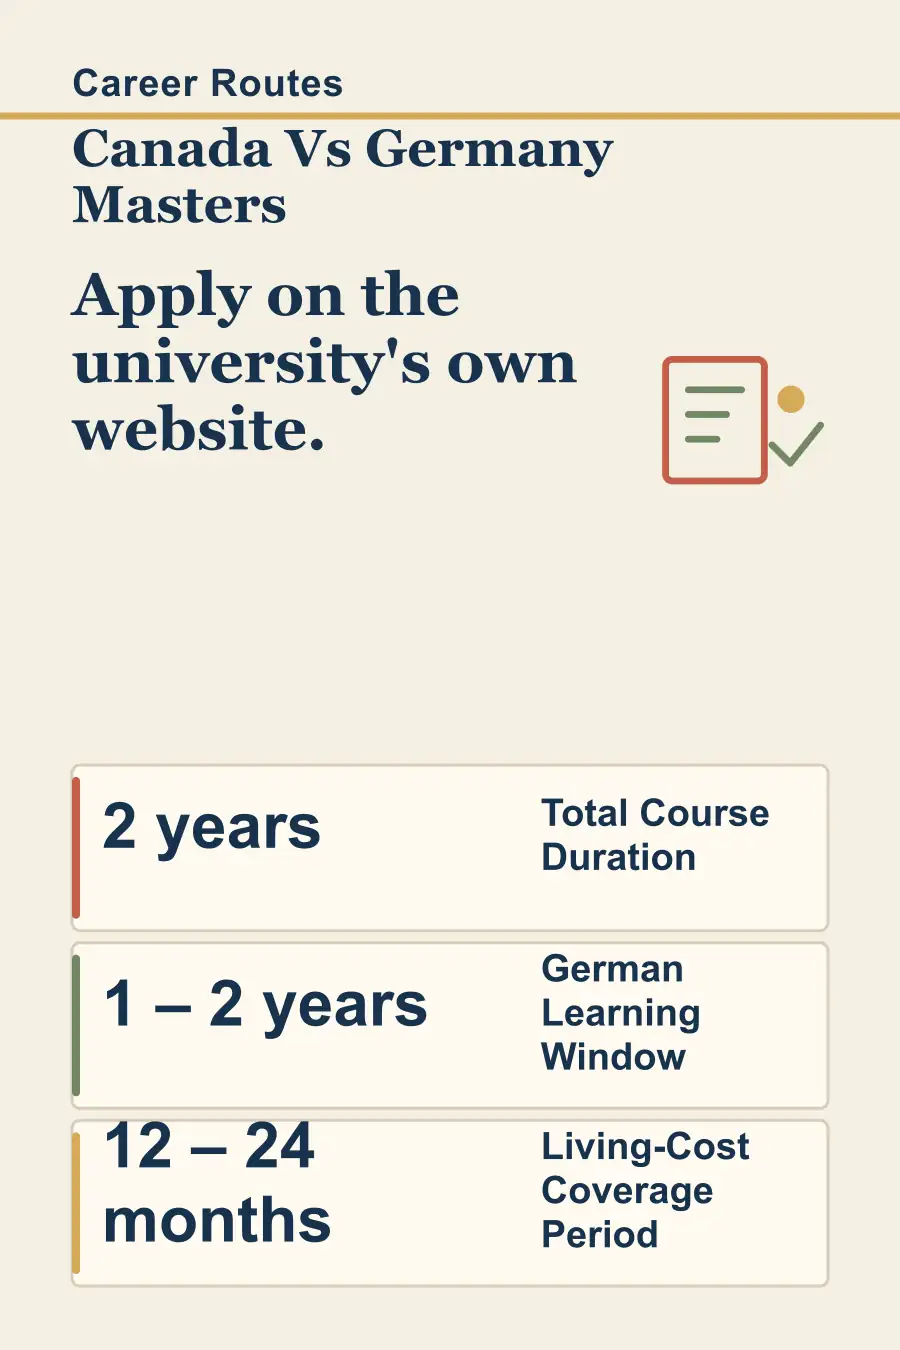 Career Routes
Canada Vs Germany
Masters
Apply on the
university's own
website.
2 years
Total Course
Duration
1 – 2 years
German
Learning
Window
12 – 24
months
Living-Cost
Coverage
Period